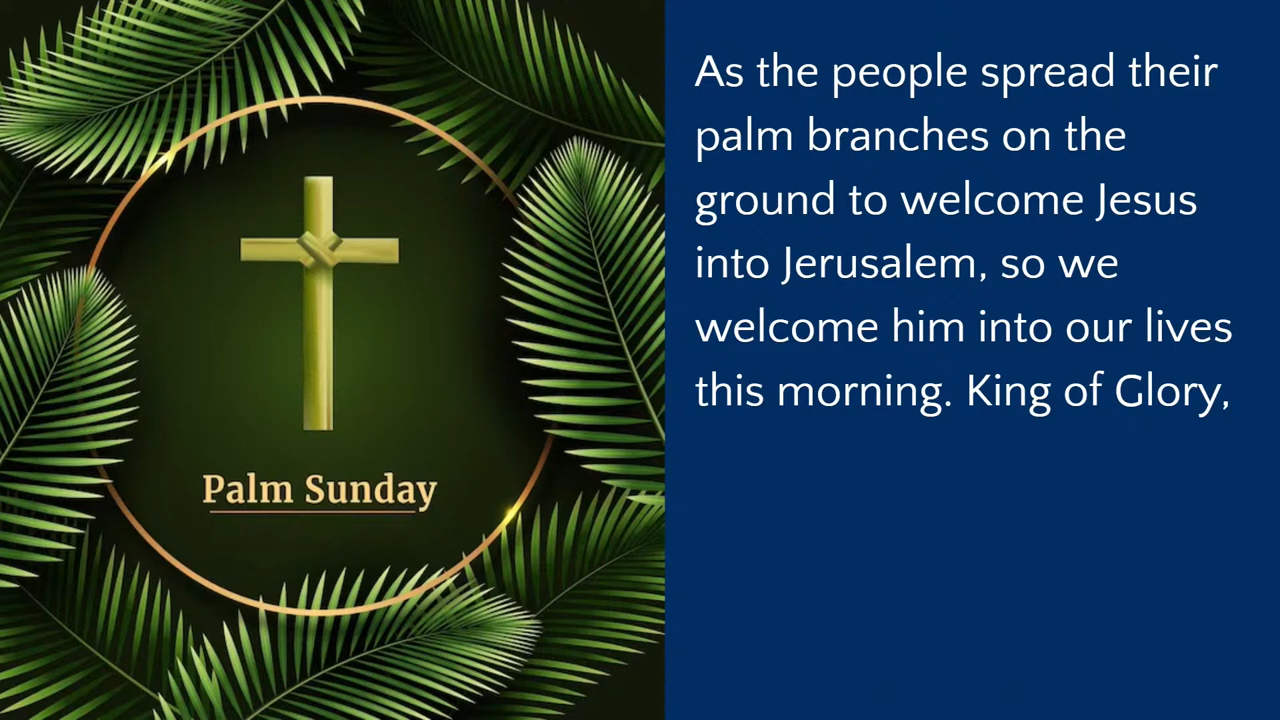 Palm Sunday
As the people spread their
palm branches on the
ground to welcome Jesus
into Jerusalem, so we
welcome him into our lives
this morning. King of Glory,